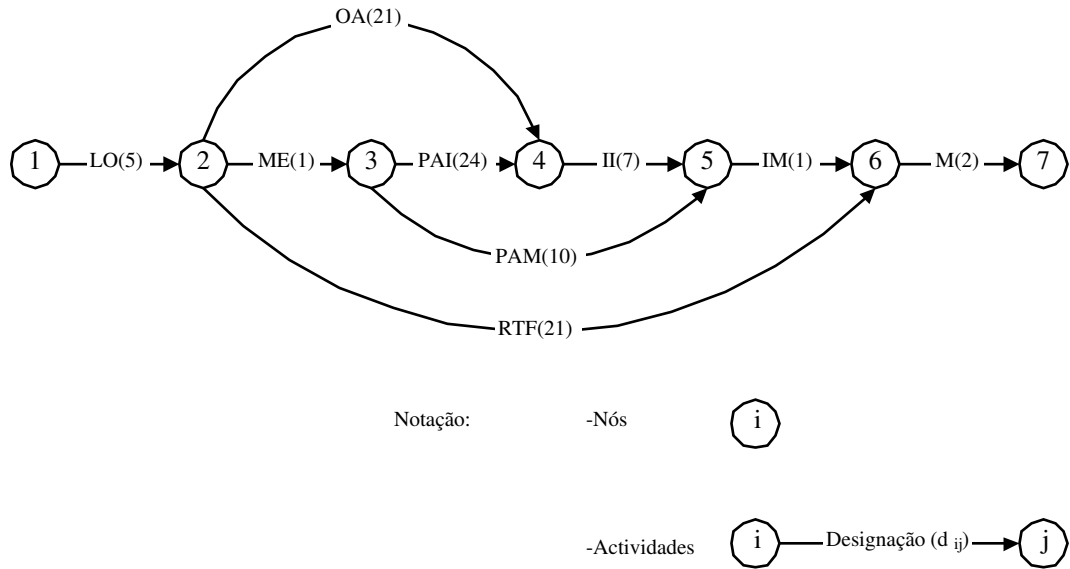 OA(21)
1 LO(5) 2 ME(1) 3 PAI(24) 4 II(7) 5 IM(1) 6 M(2) 7
PAM(10)
RTF(21)
Notação: -Nós i
-Actividades i Designação (d ij) j